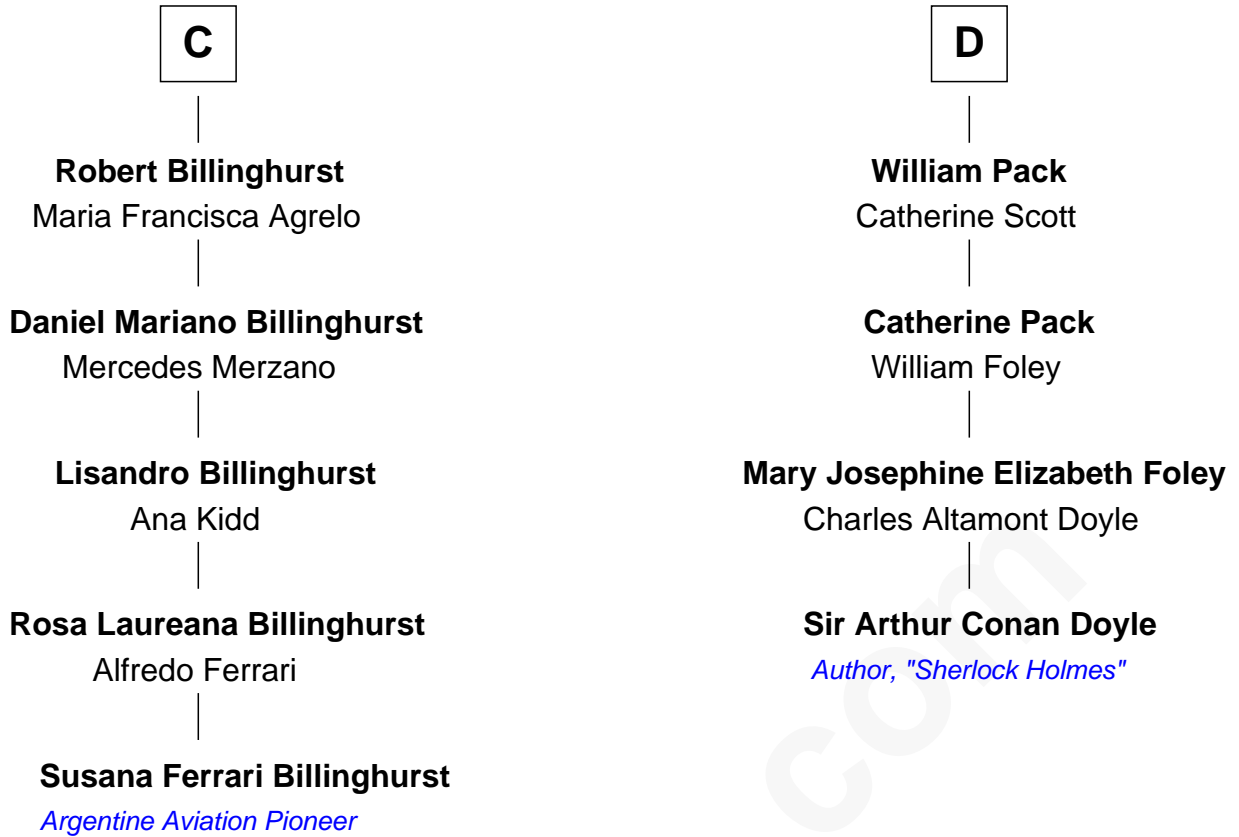 C
Robert Billinghurst
Maria Francisca Agrelo
Daniel Mariano Billinghurst
Mercedes Merzano
Lisandro Billinghurst
Ana Kidd
Rosa Laureana Billinghurst
Alfredo Ferrari
Susana Ferrari Billinghurst
Argentine Aviation Pioneer
D
William Pack
Catherine Scott
Catherine Pack
William Foley
Mary Josephine Elizabeth Foley
Charles Altamont Doyle
Sir Arthur Conan Doyle
Author, "Sherlock Holmes"
com